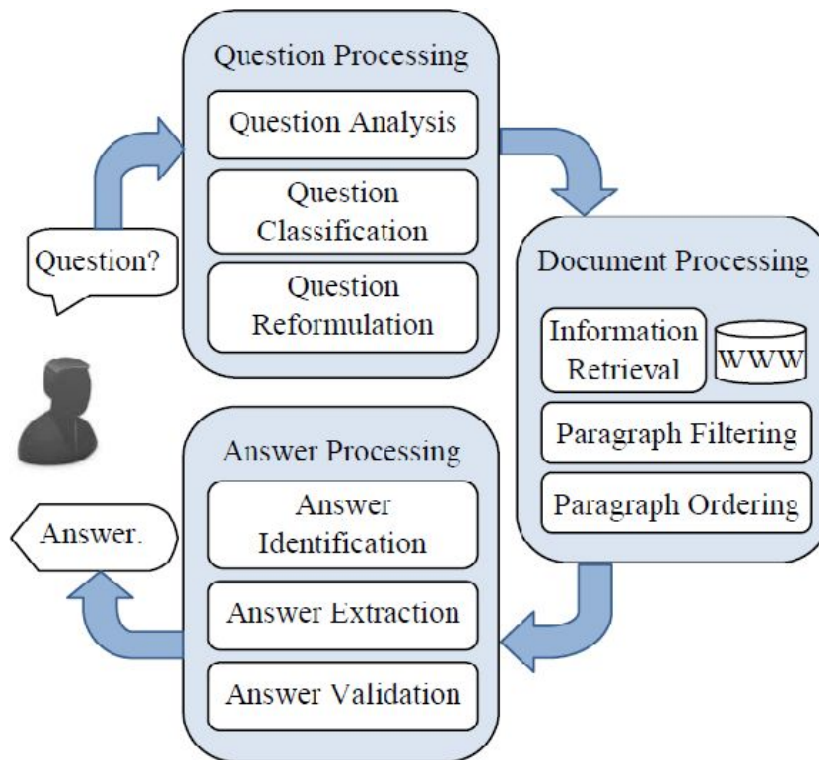 Question Processing
Question Analysis
Question
Classification
Question
Reformulation
Question?
Document Processing
Information
Retrieval
WWW
Paragraph Filtering
Paragraph Ordering
Answer Processing
Answer
Identification
Answer Extraction
Answer Validation
Answer.